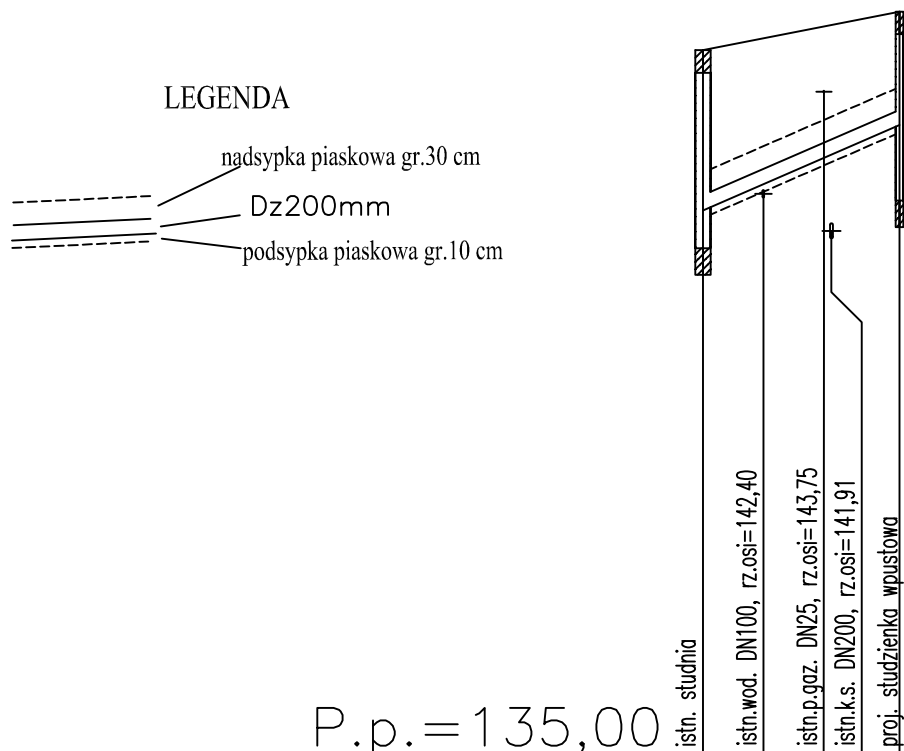 LEGENDA
nadsypka piaskowa gr.30 cm
Dz200mm
podsypka piaskowa gr.10 cm
P.p.=135,00
istn. studnia
istn.wod. DN100, rz.osi=142,40
istn.p.gaz. DN25, rz.osi=143,75
istn.k.s. DN200, rz.osi=141,91
proj. studzienka wpustowa